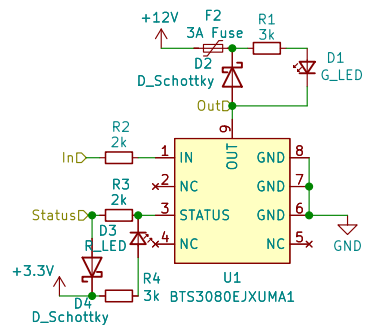 +12V
F2
3A Fuse
R1
3k
D2
D_Schottky
D1
G_LED
Out
9
OUT
R2
2k
In
1
IN
GND
8
2
NC
GND
7
R3
2k
Status
3
STATUS
GND
6
D3
R_LED
4
NC
NC
5
GND
+3.3V
R4
3k
D4
D_Schottky
U1
BTS3080EJXUMA1